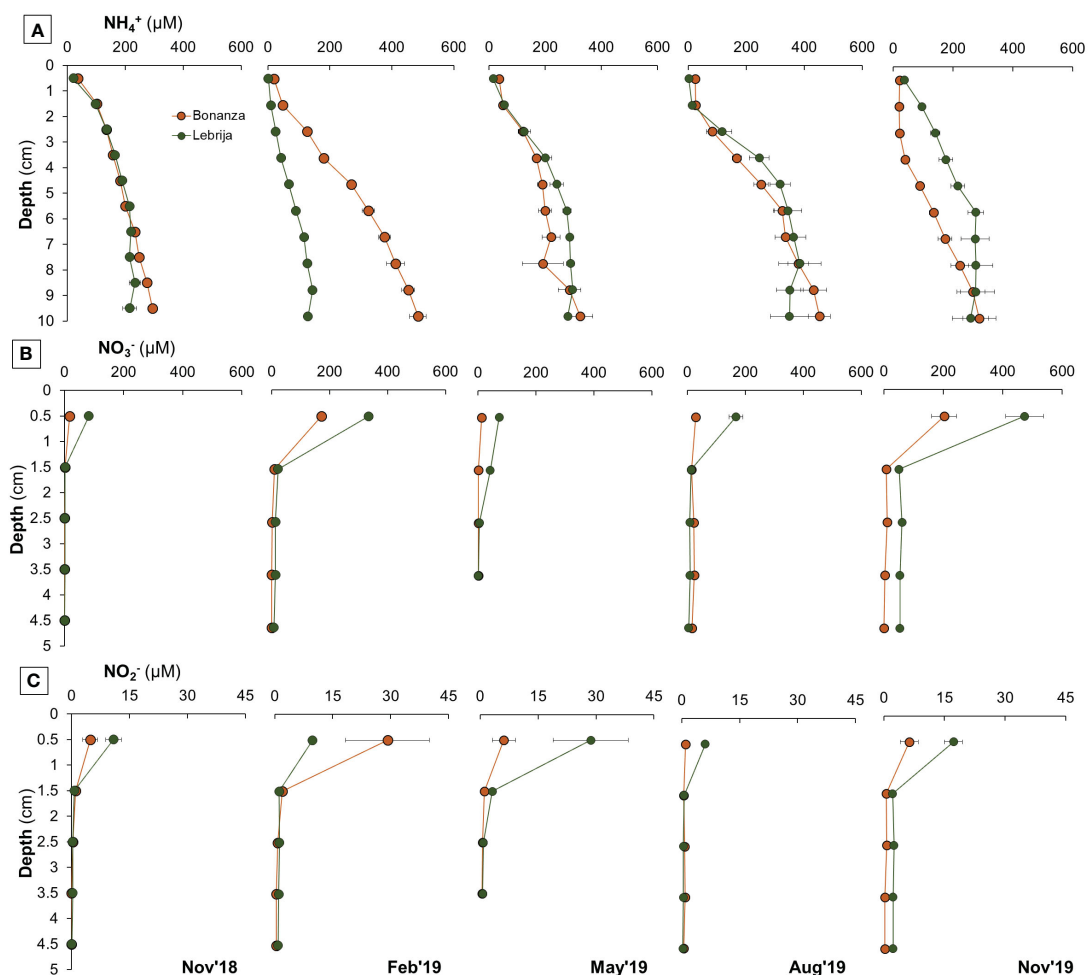 A
NH₄⁺ (µM)
0 200 400 600 0 200 400 600 0 200 400 600 0 200 400 600 0 200 400 600
0
1
2
3
4
5
6
7
8
9
10
Depth (cm)
Bonanza
Lebrija
B
NO₃⁻ (µM)
0 200 400 600 0 200 400 600 0 200 400 600 0 200 400 600 0 200 400 600
0
0.5
1
1.5
2.5
3
3.5
4.5
5
Depth (cm)
C
NO₂⁻ (µM)
0 15 30 45 0 15 30 45 0 15 30 45 0 15 30 45 0 15 30 45
0
0.5
1
1.5
2.5
3
3.5
4
4.5
5
Depth (cm)
Nov'18 Feb'19 May'19 Aug'19 Nov'19